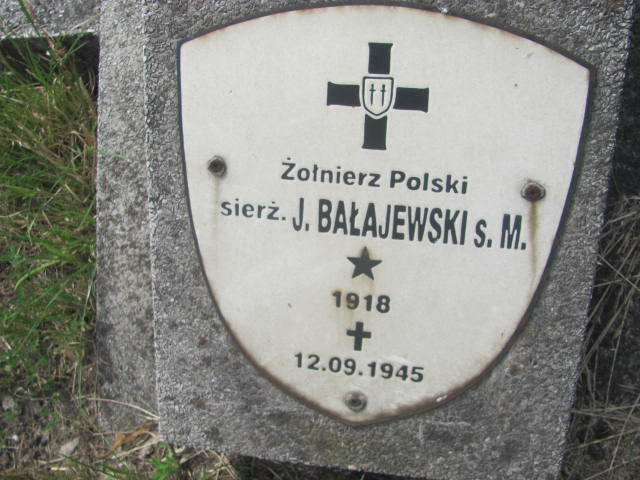 Żołnierz Polski
sierż. J. BAŁAJEWSKI s. M.
1918
12.09.1945